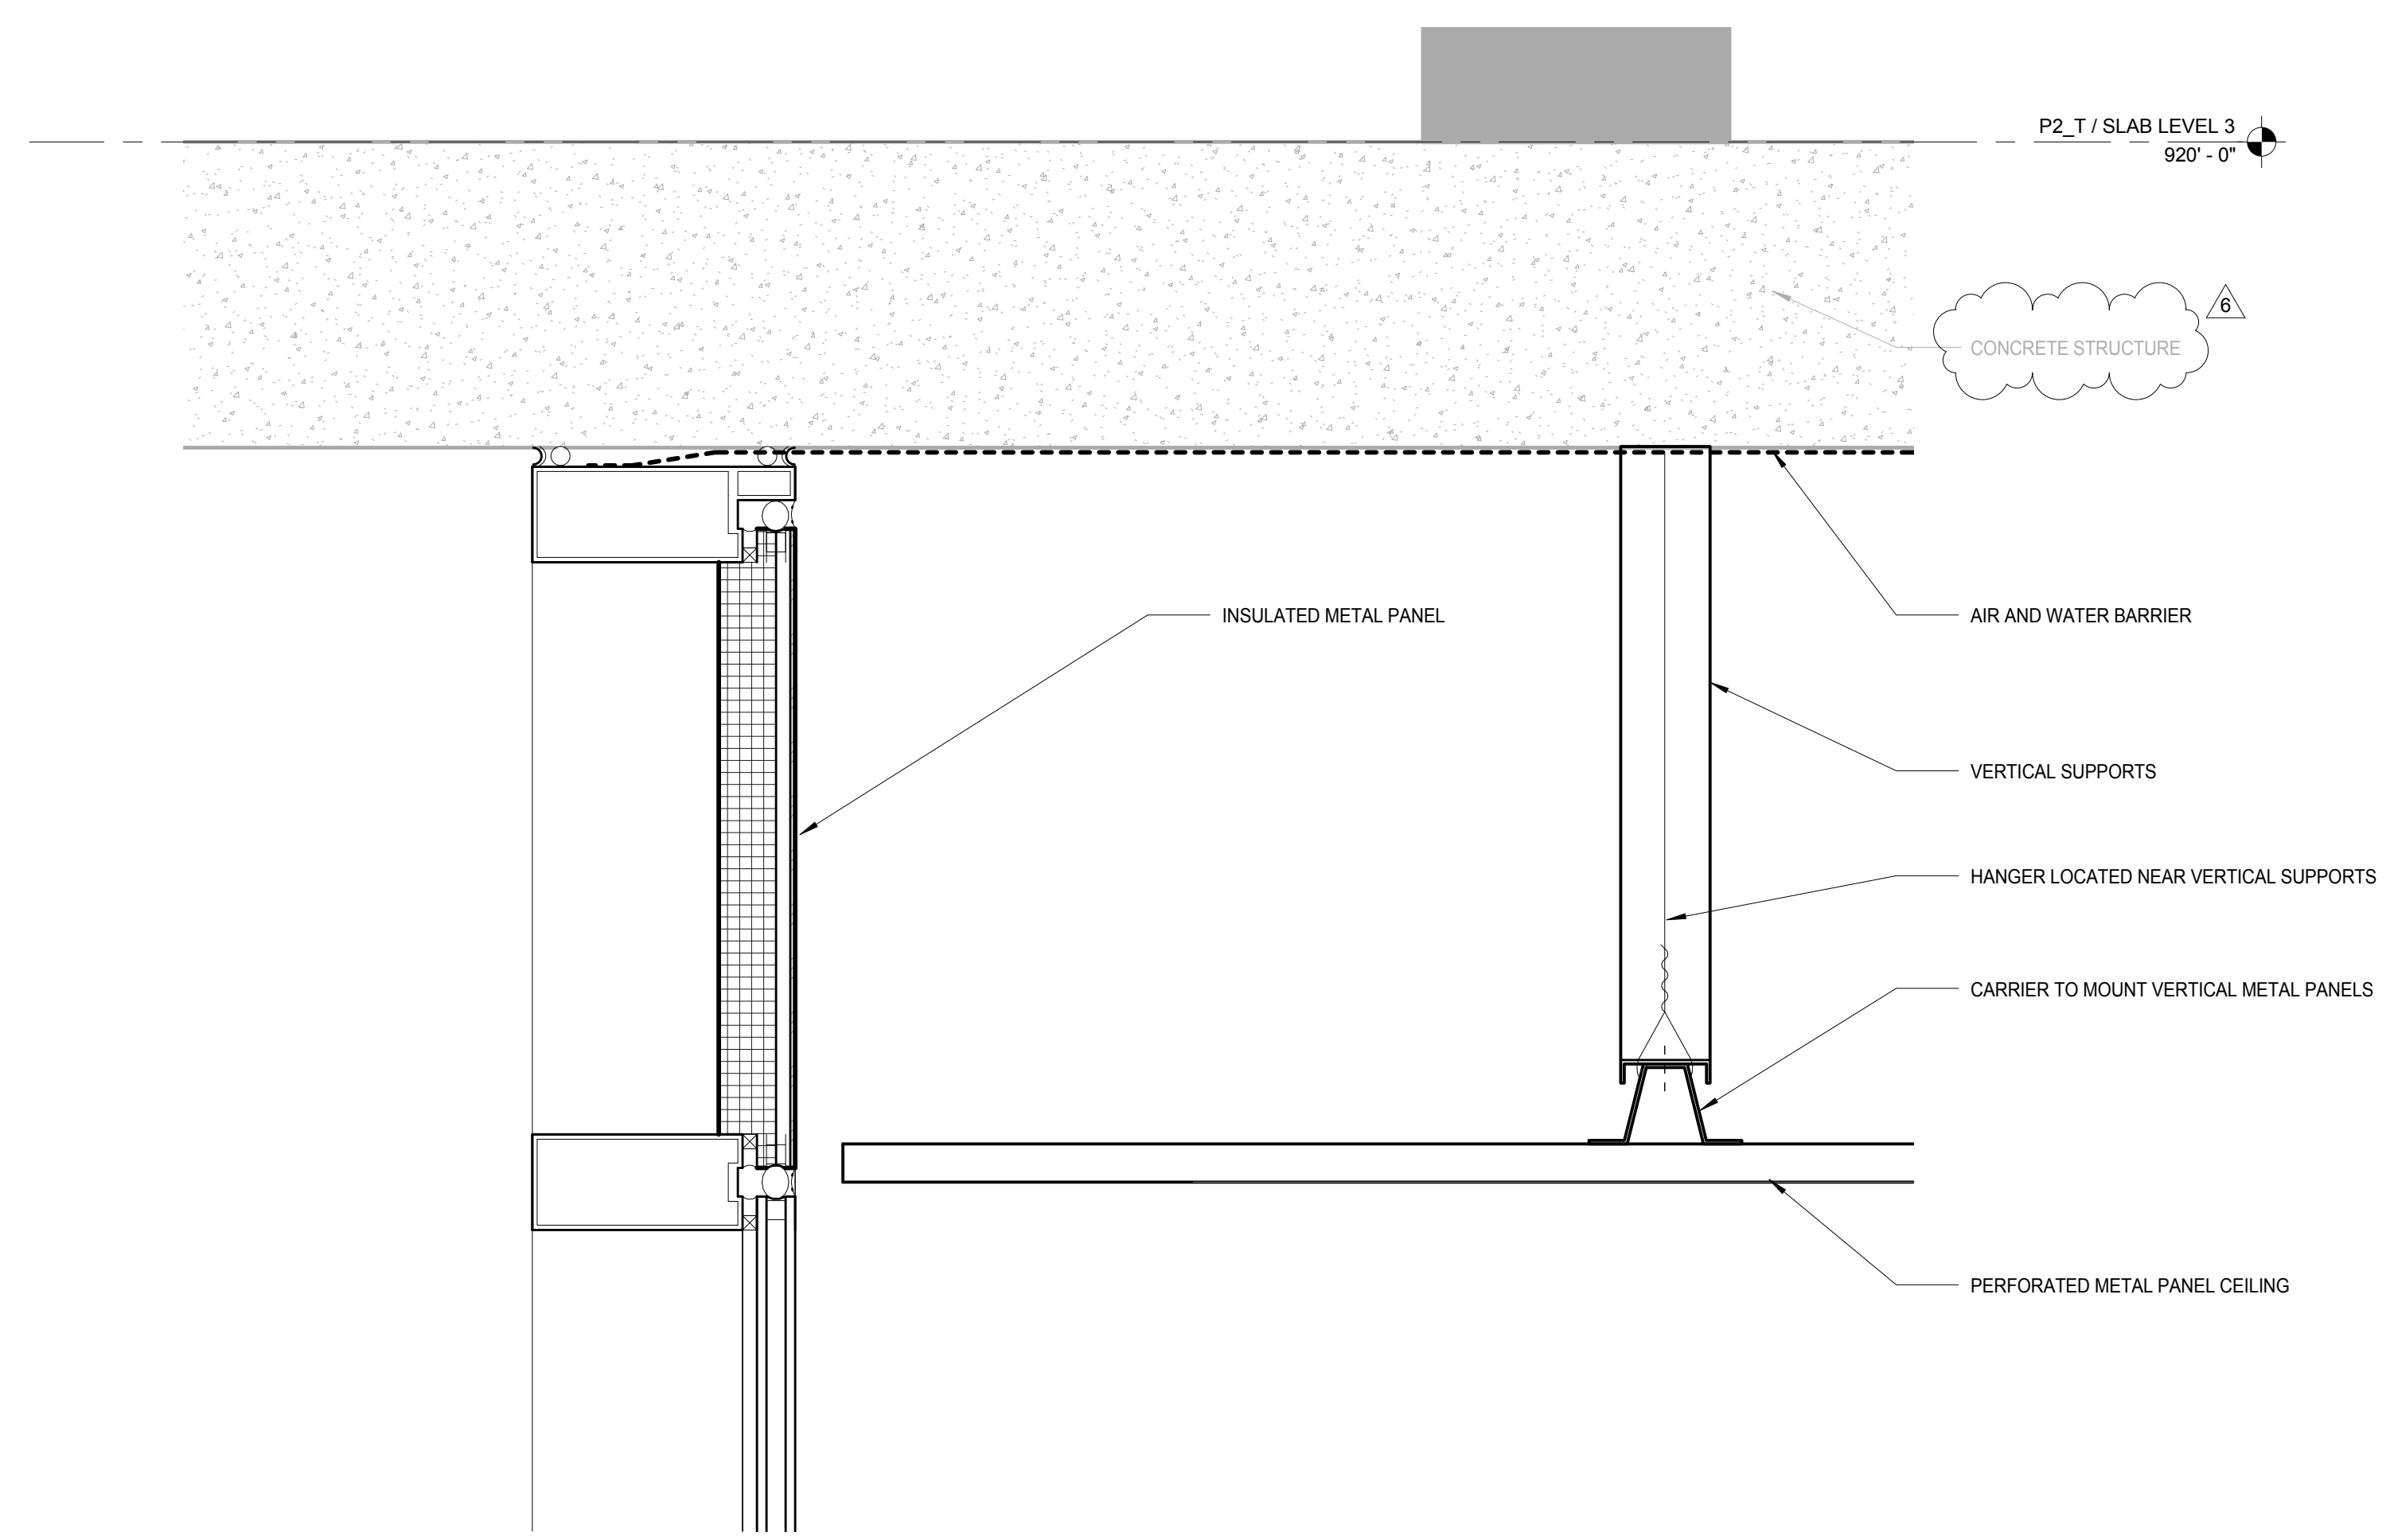 P2_T / SLAB LEVEL 3
920' - 0"
6
CONCRETE STRUCTURE
INSULATED METAL PANEL
AIR AND WATER BARRIER
VERTICAL SUPPORTS
HANGER LOCATED NEAR VERTICAL SUPPORTS
CARRIER TO MOUNT VERTICAL METAL PANELS
PERFORATED METAL PANEL CEILING